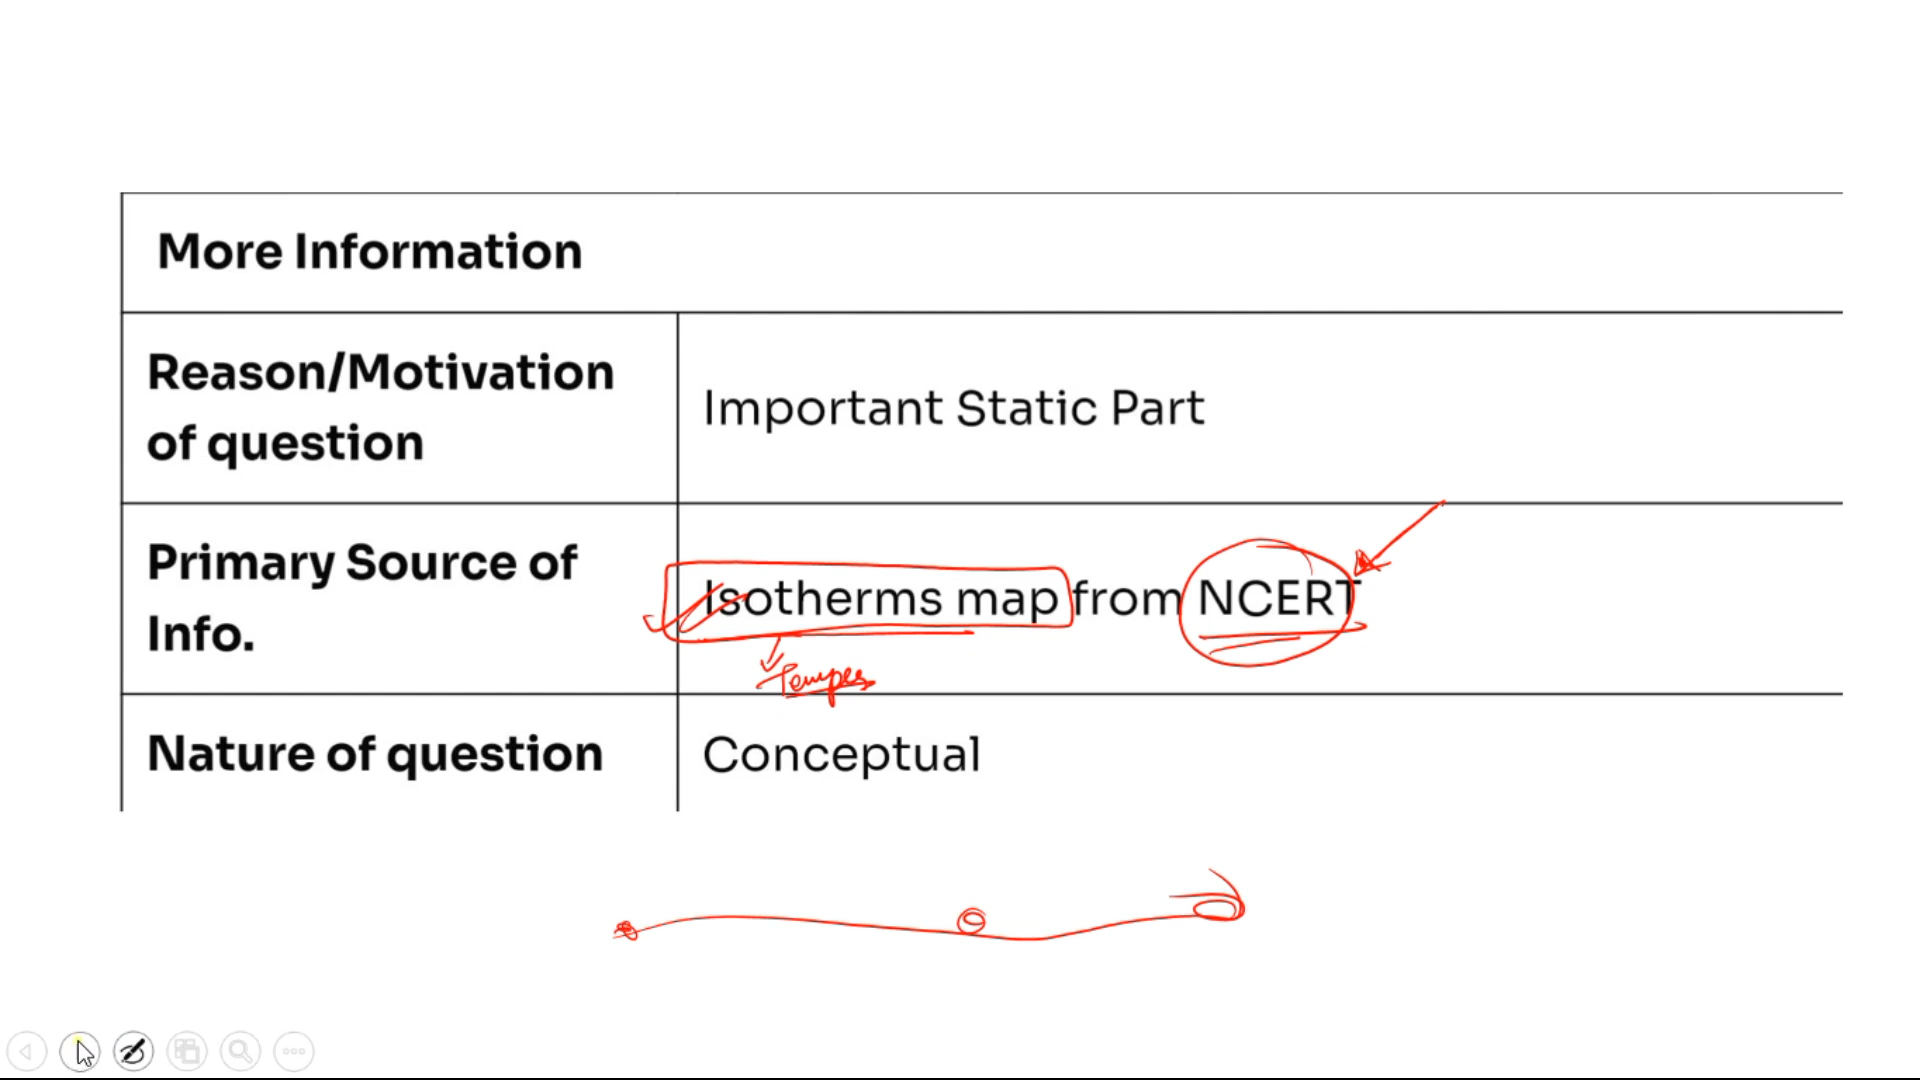 More Information
Reason/Motivation
of question
Important Static Part
Primary Source of
Info.
Isotherms map from NCERT
Nature of question
Conceptual